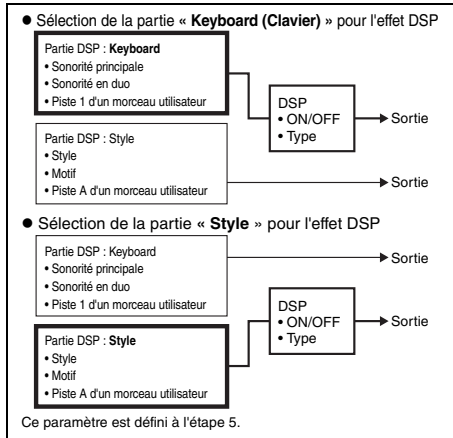 ● Sélection de la partie « Keyboard (Clavier) » pour l'effet DSP
Partie DSP : Keyboard
• Sonorité principale
• Sonorité en duo
• Piste 1 d'un morceau utilisateur
DSP
• ON/OFF
• Type
Sortie
Partie DSP : Style
• Style
• Motif
• Piste A d'un morceau utilisateur
Sortie
● Sélection de la partie « Style » pour l'effet DSP
Partie DSP : Keyboard
• Sonorité principale
• Sonorité en duo
• Piste 1 d'un morceau utilisateur
Sortie
DSP
• ON/OFF
• Type
Sortie
Partie DSP : Style
• Style
• Motif
• Piste A d'un morceau utilisateur
Ce paramètre est défini à l'étape 5.